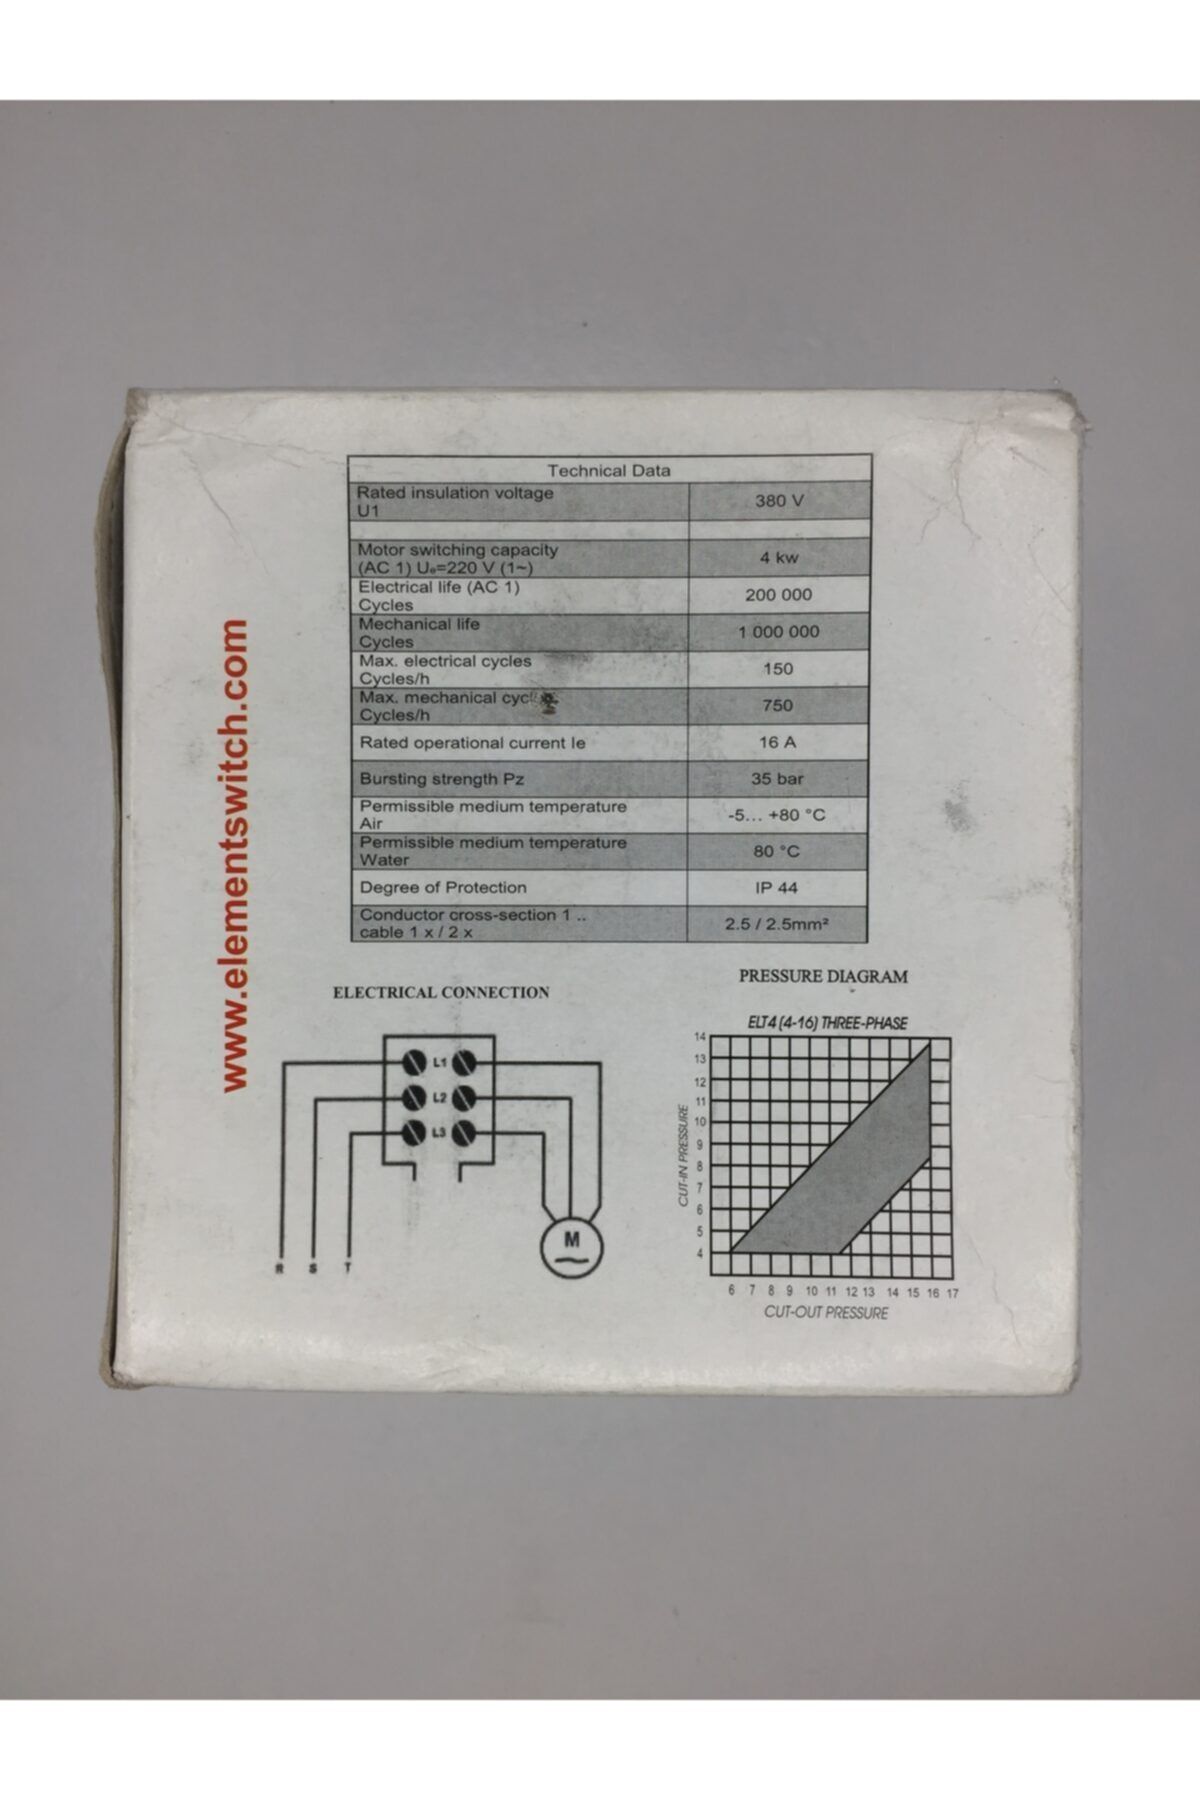 www.elementswitch.com
Technical Data
Rated insulation voltage
U1
380 V
Motor switching capacity
(AC 1) Ue=220 V (1~)
4 kw
Electrical life (AC 1)
Cycles
200 000
Mechanical life
Cycles
1 000 000
Max. electrical cycles
Cycles/h
150
Max. mechanical
Cycles/h
750
Rated operational current Ie
16 A
Bursting strength Pz
35 bar
Permissible medium temperature
Air
-5... +80 °C
Permissible medium temperature
Water
80 °C
Degree of Protection
IP 44
Conductor cross-section 1 ..
cable 1 x / 2 x
2.5 / 2.5mm²
ELECTRICAL CONNECTION
L1
L2
L3
M
R S T
PRESSURE DIAGRAM
ELT4 (4-16) THREE-PHASE
CUT-IN PRESSURE
14
13
12
11
10
9
8
7
6
5
4
6 7 8 9 10 11 12 13 14 15 16 17
CUT-OUT PRESSURE